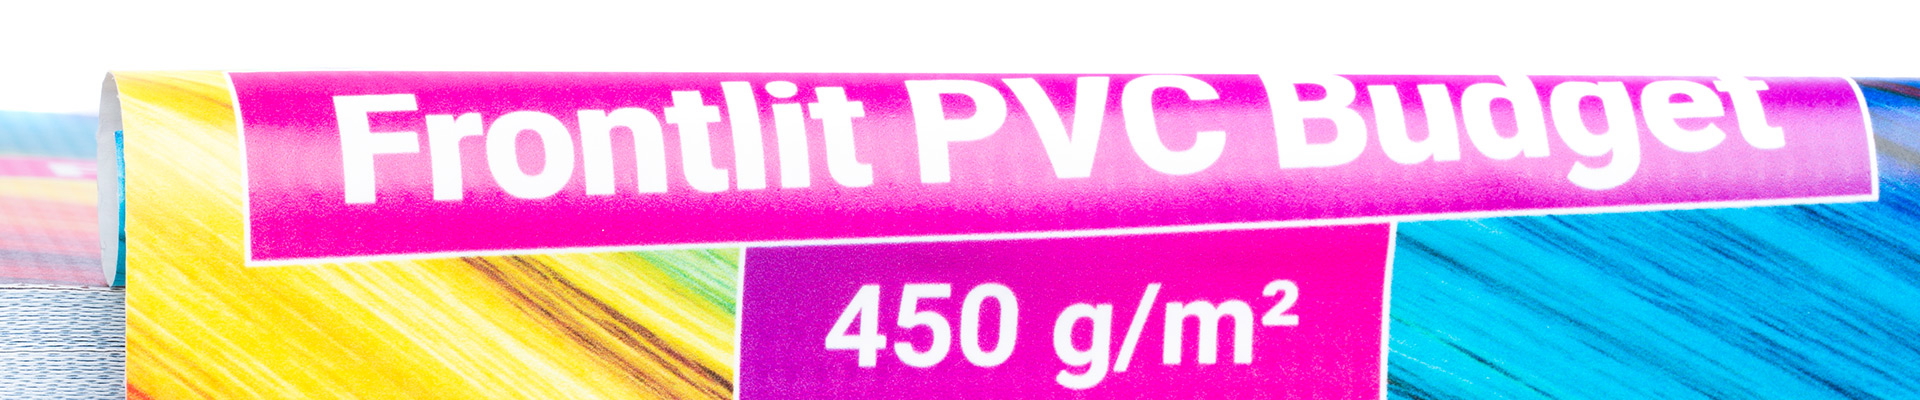 Frontlit PVC Budget
450 g/m²